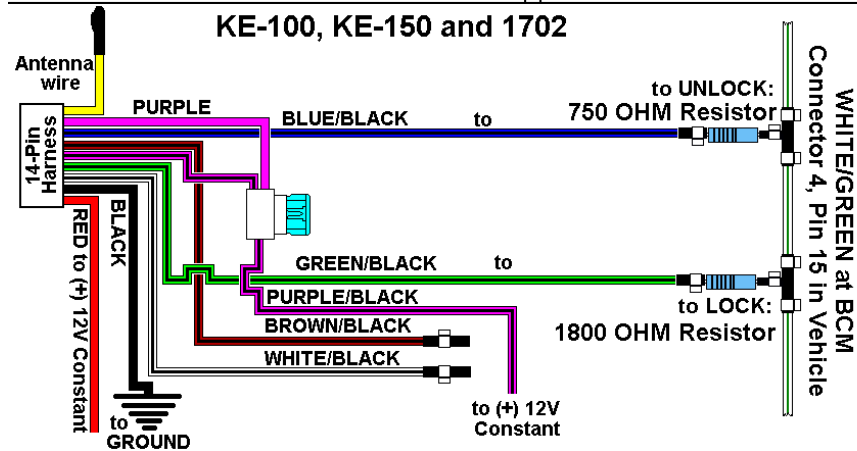 KE-100, KE-150 and 1702
Antenna
wire
PURPLE
BLUE/BLACK to
to UNLOCK:
750 OHM Resistor
14-Pin
Harness
WHITE/GREEN at BCM
Connector 4, Pin 15 in Vehicle
RED to (+) 12V Constant
BLACK
GREEN/BLACK to
PURPLE/BLACK
to LOCK:
1800 OHM Resistor
BROWN/BLACK
WHITE/BLACK
to (+) 12V
Constant
to
GROUND